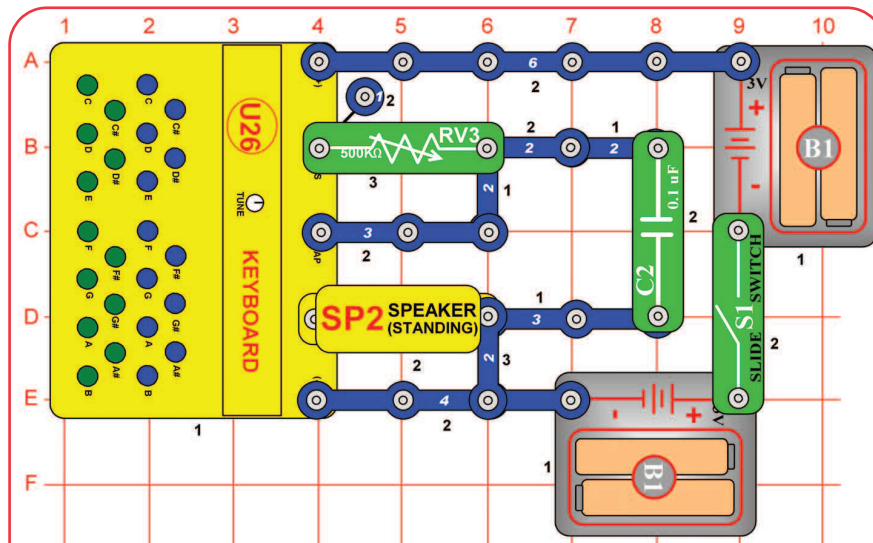 1 2 3 4 5 6 7 8 9 10
A
B
C
D
E
F
U26
KEYBOARD
TUNE
C
C#
D
D#
E
F
F#
G
G#
A
A#
B
C
C#
D
D#
E
F
F#
G
G#
A
A#
B
1
6
2
1
2
500KΩ
RV3
3
2
2
1
2
2
1
3
2
AP
SP2 SPEAKER
(STANDING)
2
1
3
2
3
4
2
C2
0.1 uF
2
S1
SLIDE SWITCH
2
3V
+
-
B1
1
-
+
B1
1